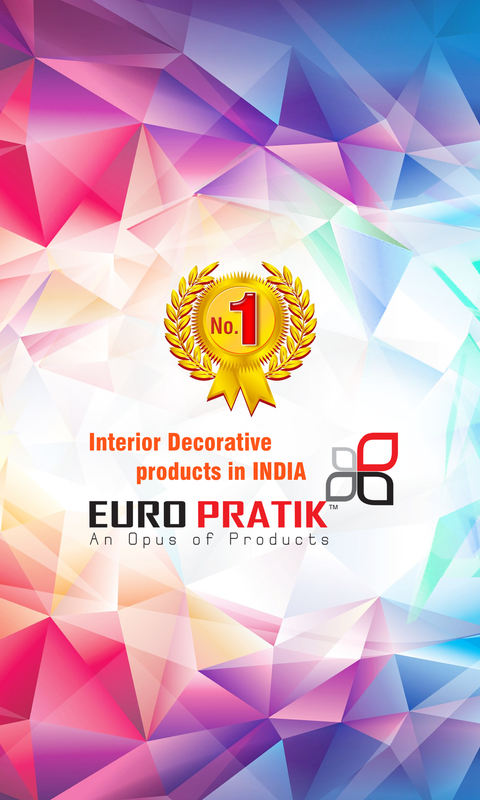 No. 1
Interior Decorative
products in INDIA
EURO PRATIK™
An Opus of Products